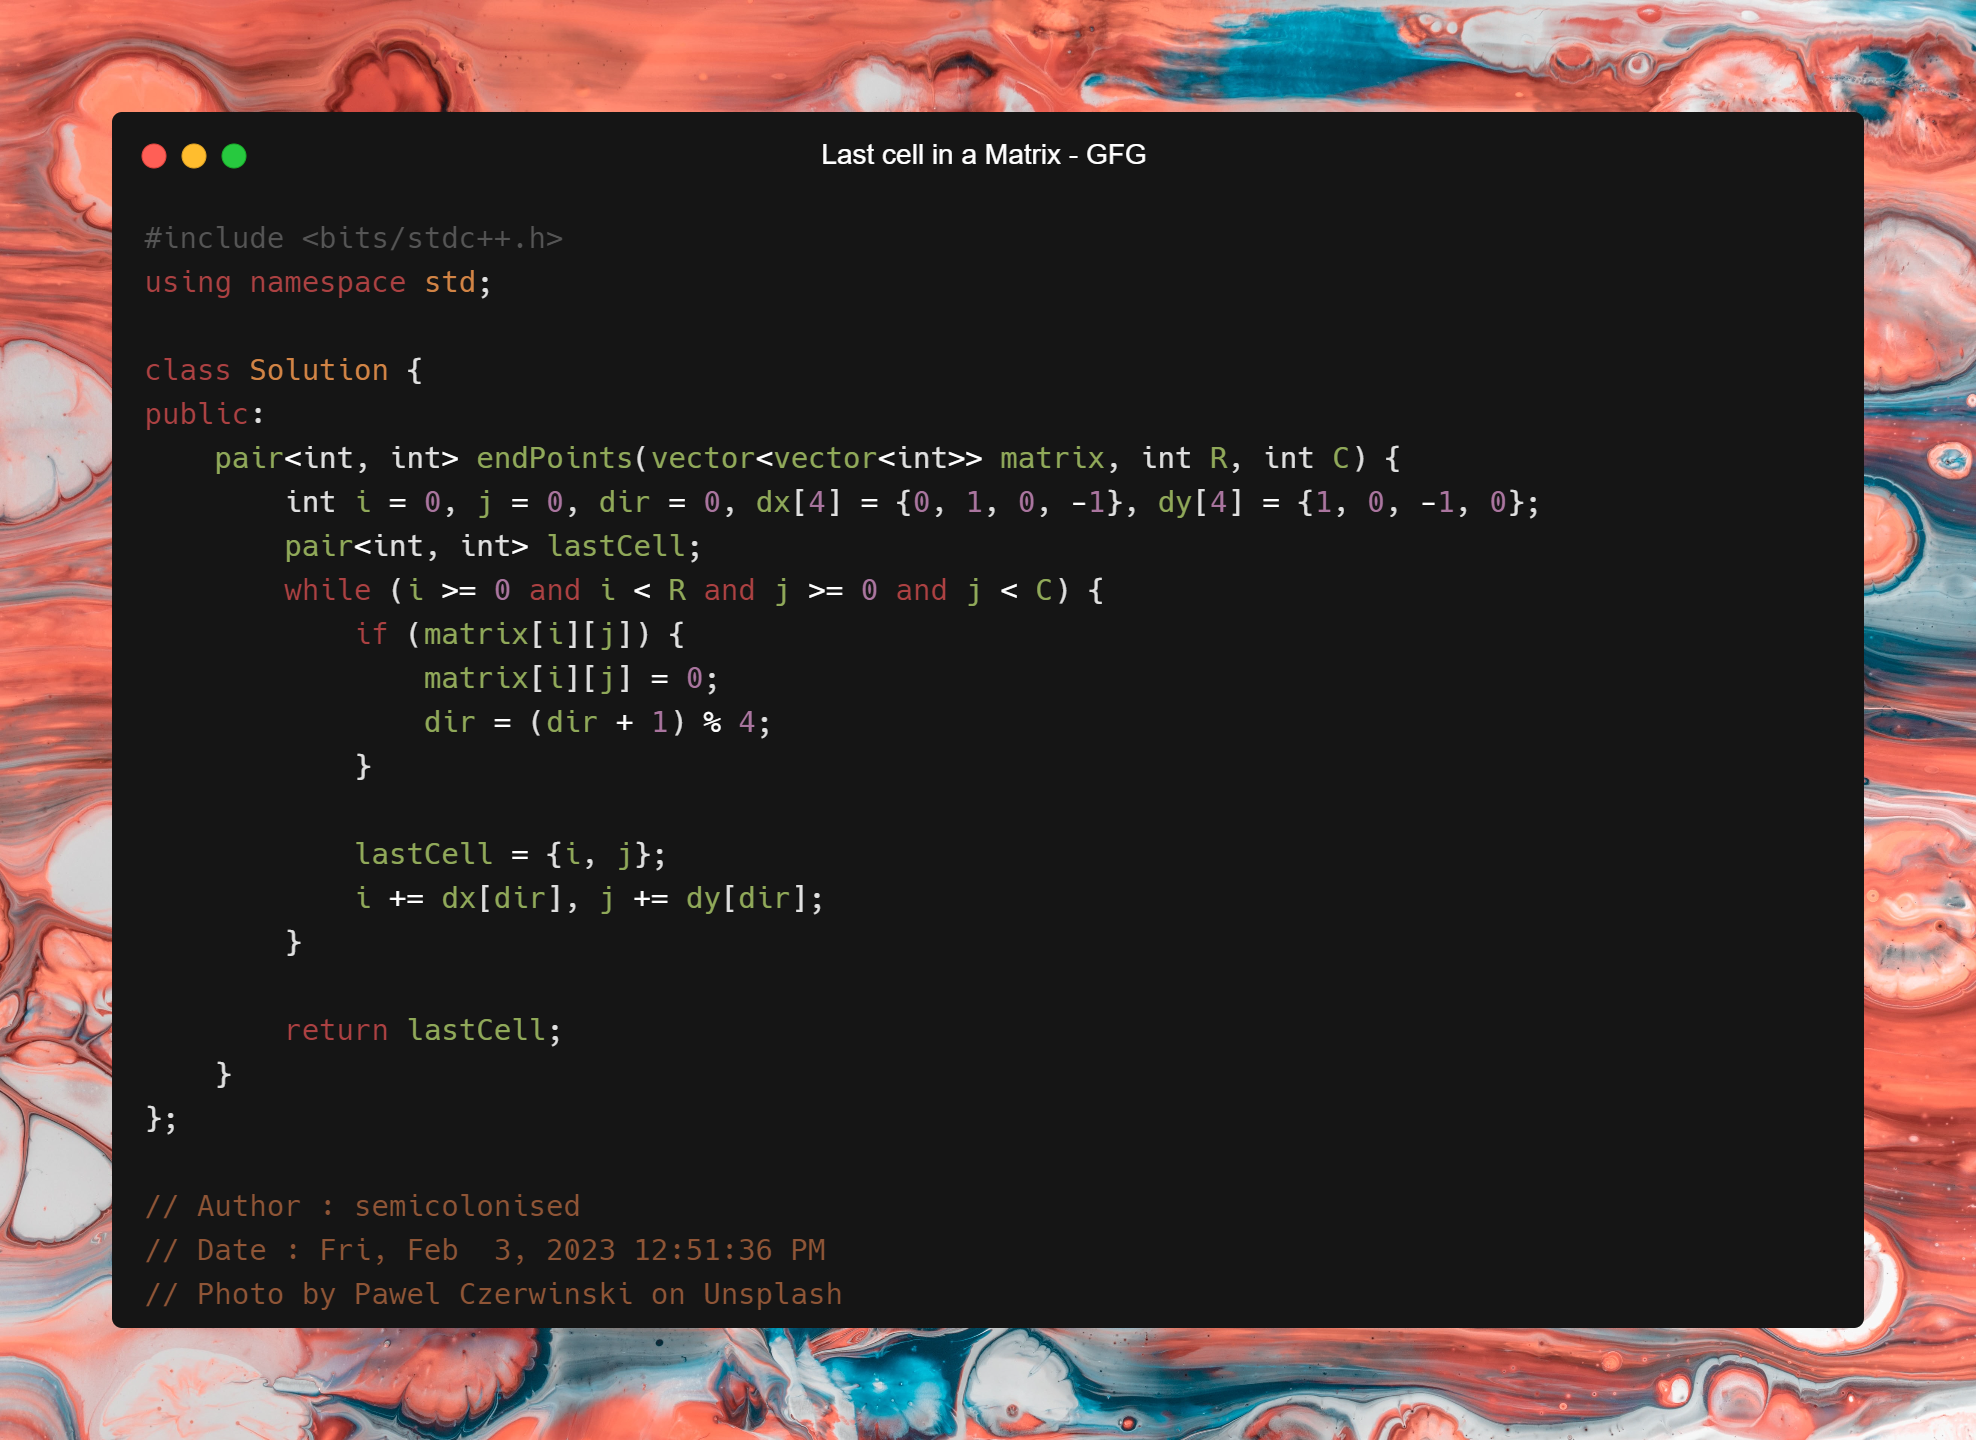 Last cell in a Matrix - GFG
#include <bits/stdc++.h>
using namespace std;
class Solution {
public:
    pair<int, int> endPoints(vector<vector<int>> matrix, int R, int C) {
        int i = 0, j = 0, dir = 0, dx[4] = {0, 1, 0, -1}, dy[4] = {1, 0, -1, 0};
        pair<int, int> lastCell;
        while (i >= 0 and i < R and j >= 0 and j < C) {
            if (matrix[i][j]) {
                matrix[i][j] = 0;
                dir = (dir + 1) % 4;
            }
            lastCell = {i, j};
            i += dx[dir], j += dy[dir];
        }
        return lastCell;
    }
};
// Author : semicolonised
// Date : Fri, Feb  3, 2023 12:51:36 PM
// Photo by Pawel Czerwinski on Unsplash